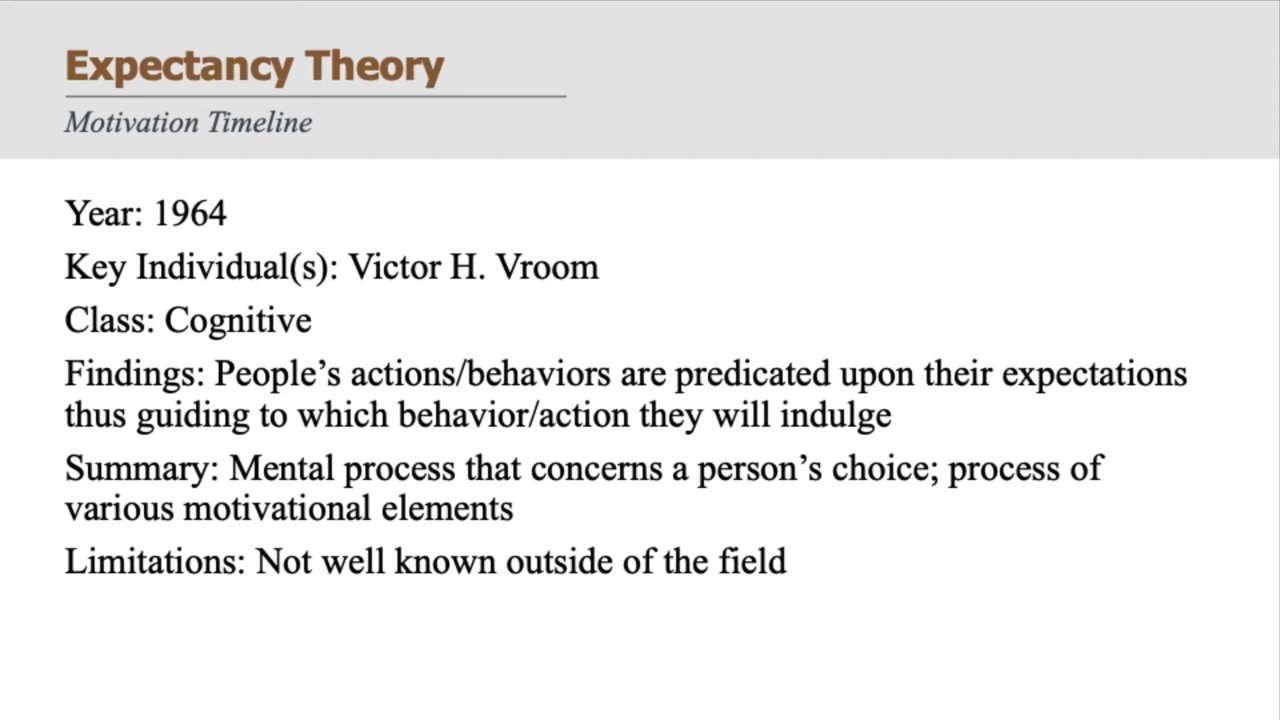 Expectancy Theory
Motivation Timeline
Year: 1964
Key Individual(s): Victor H. Vroom
Class: Cognitive
Findings: People’s actions/behaviors are predicated upon their expectations
thus guiding to which behavior/action they will indulge
Summary: Mental process that concerns a person’s choice; process of
various motivational elements
Limitations: Not well known outside of the field